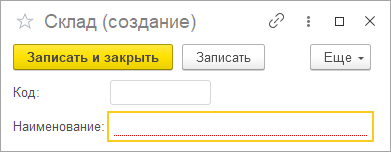 Склад (создание)
Записать и закрыть Записать Еще
Код:
Наименование: